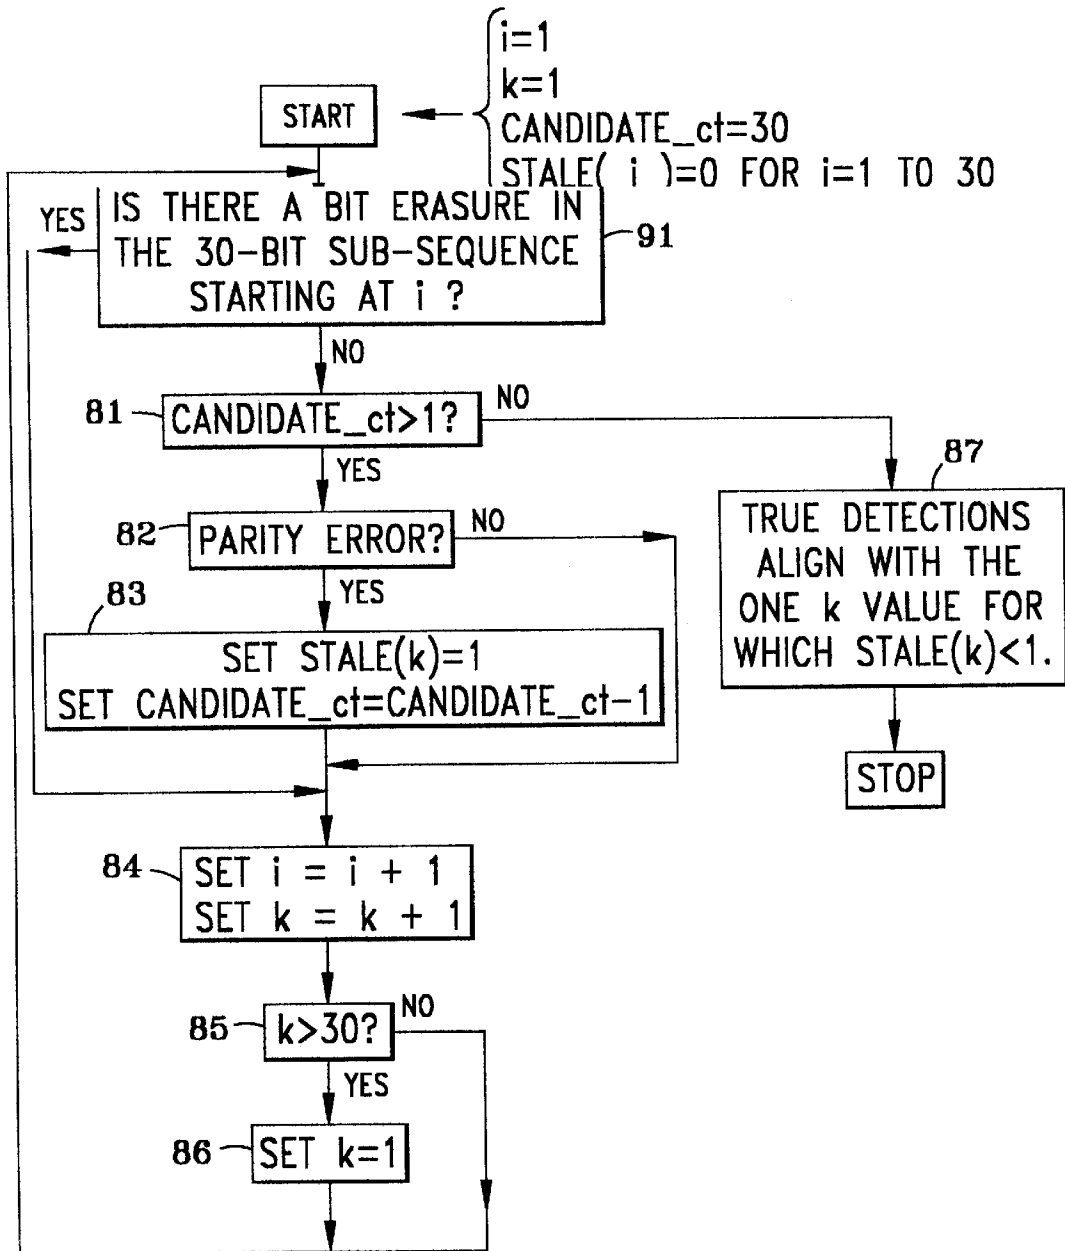 i=1
k=1
CANDIDATE_ct=30
STALE( i )=0 FOR i=1 TO 30
START
YES
IS THERE A BIT ERASURE IN
THE 30-BIT SUB-SEQUENCE
STARTING AT i ?
91
NO
81
CANDIDATE_ct>1?
NO
YES
87
TRUE DETECTIONS
ALIGN WITH THE
ONE k VALUE FOR
WHICH STALE(k)<1.
82
PARITY ERROR?
NO
YES
83
SET STALE(k)=1
SET CANDIDATE_ct=CANDIDATE_ct-1
STOP
84
SET i = i + 1
SET k = k + 1
85
k>30?
NO
YES
86
SET k=1